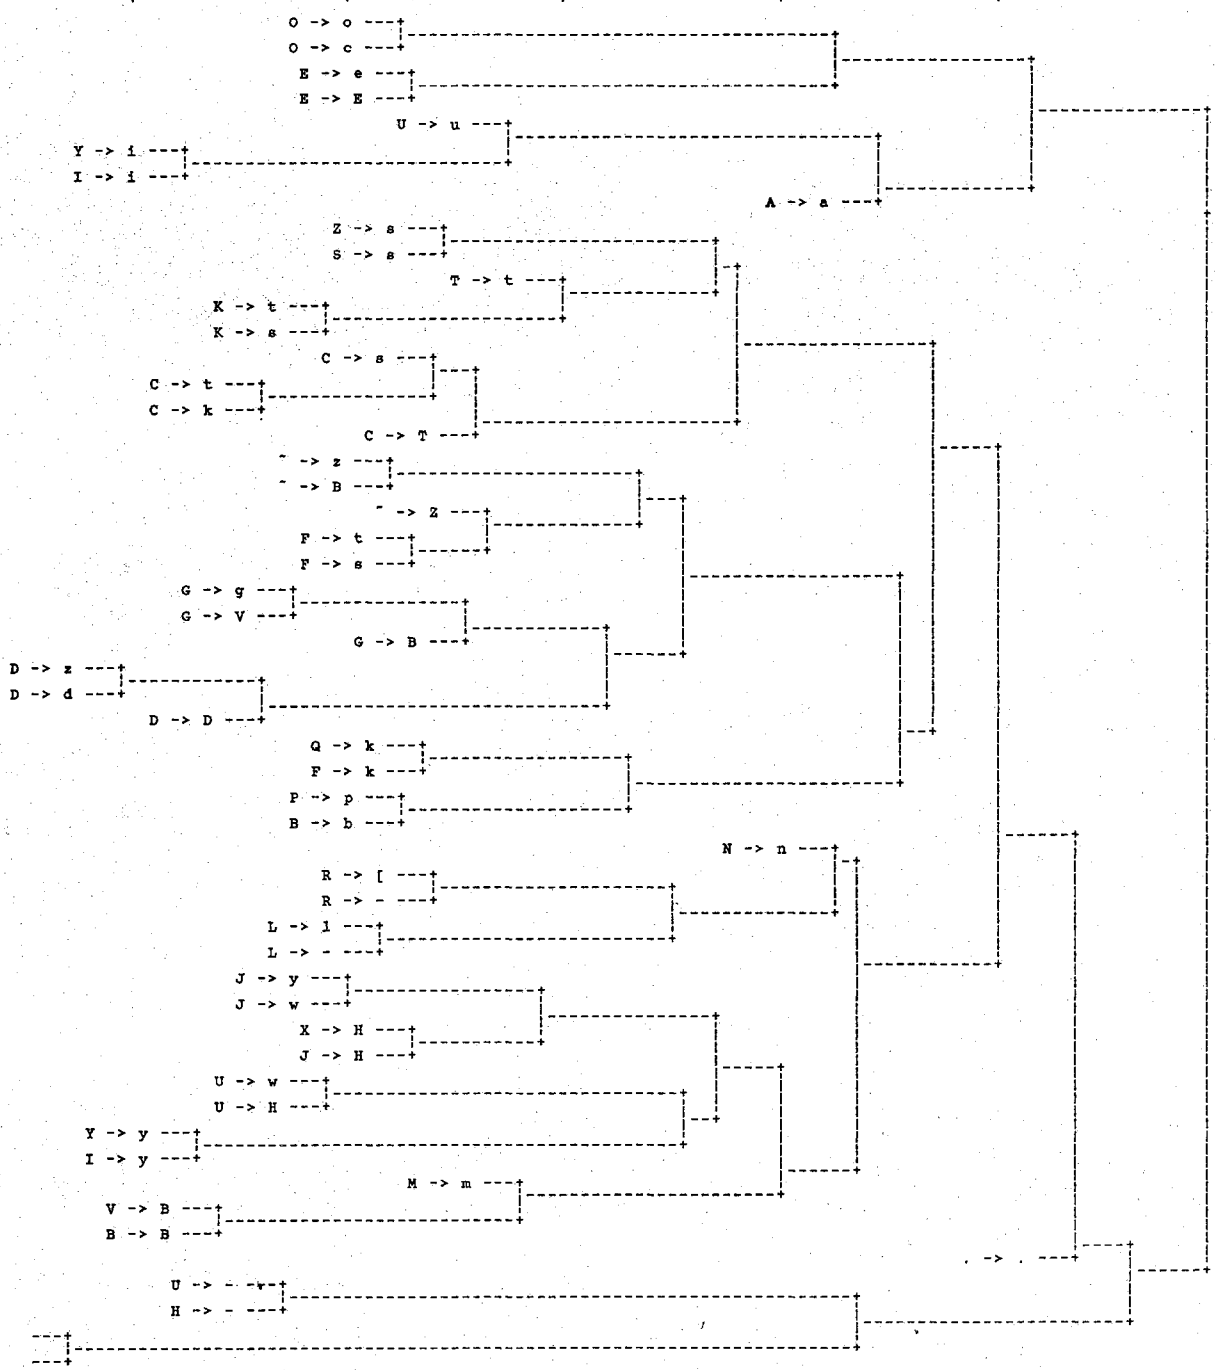 O -> o
O -> c
E -> e
E -> E
U -> u
Y -> i
I -> i
A -> a
Z -> s
S -> s
T -> t
K -> t
K -> s
C -> s
C -> t
C -> k
C -> T
~ -> z
~ -> B
~ -> Z
F -> t
F -> s
G -> g
G -> V
G -> B
D -> z
D -> d
D -> D
Q -> k
F -> k
P -> p
B -> b
N -> n
R -> [
R -> -
L -> l
L -> -
J -> y
J -> w
X -> H
J -> H
U -> w
U -> H
Y -> y
I -> y
M -> m
V -> B
B -> B
. -> .
U -> -
H -> -